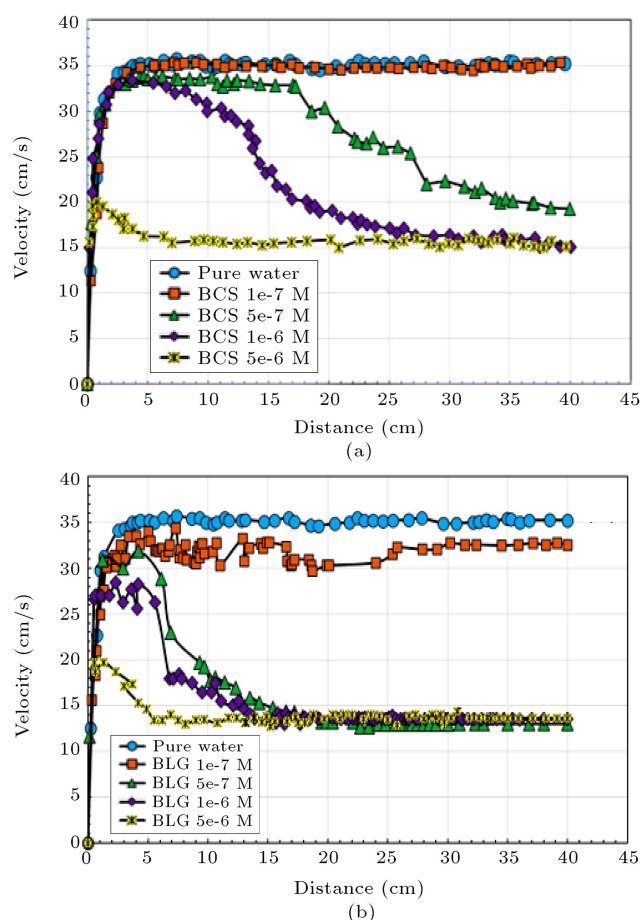 40
35
30
25
20
15
10
5
0
Velocity (cm/s)
Pure water
BCS 1e-7 M
BCS 5e-7 M
BCS 1e-6 M
BCS 5e-6 M
0 5 10 15 20 25 30 35 40 45
Distance (cm)
(a)
40
35
30
25
20
15
10
5
0
Velocity (cm/s)
Pure water
BLG 1e-7 M
BLG 5e-7 M
BLG 1e-6 M
BLG 5e-6 M
0 5 10 15 20 25 30 35 40 45
Distance (cm)
(b)